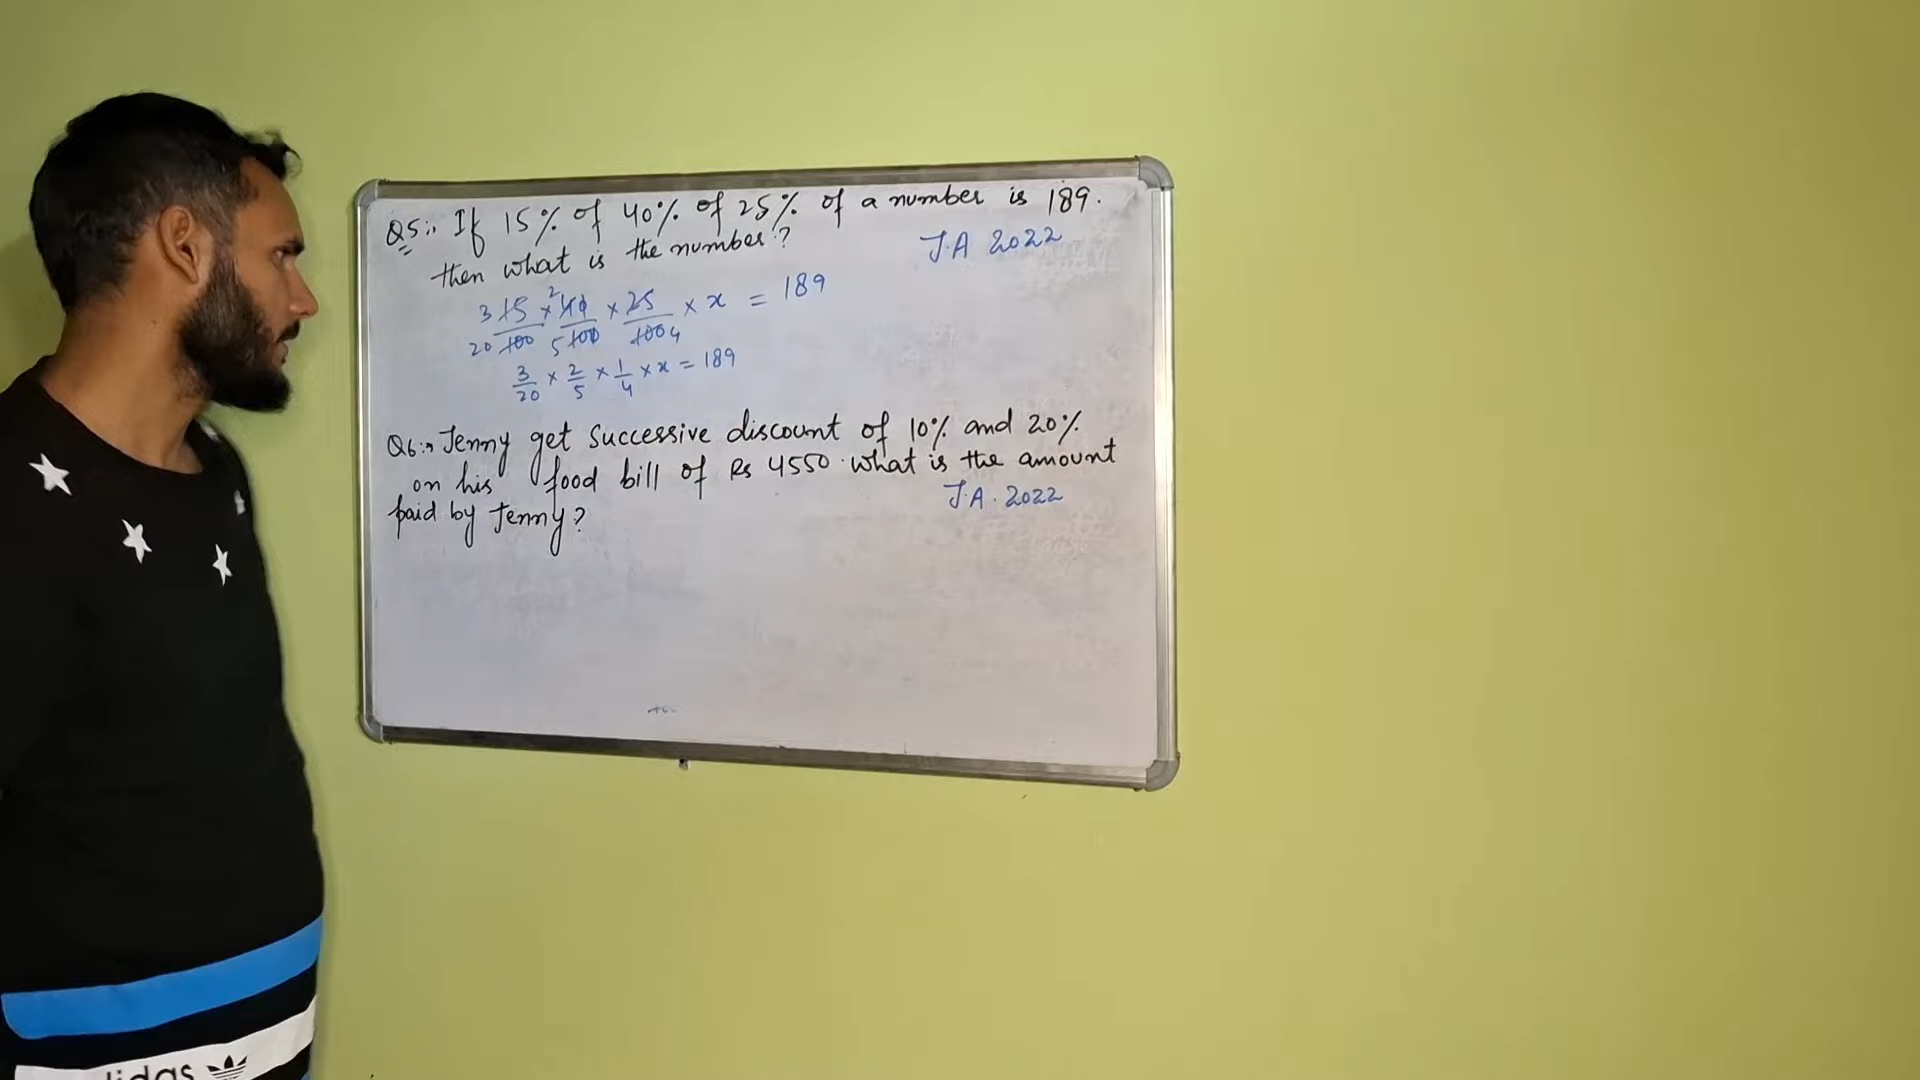 Q5:. If 15% of 40% of 25% of a number is 189.
then what is the number.? J.A 2022
3 15 × 2 40 × 25 × x = 189
20 100 5 100 100 4
3/20 × 2/5 × 1/4 × x = 189
Q6:. Jenny get successive discount of 10% and 20%
on his food bill of Rs 4550. what is the amount
paid by Jenny? J.A. 2022
adidas